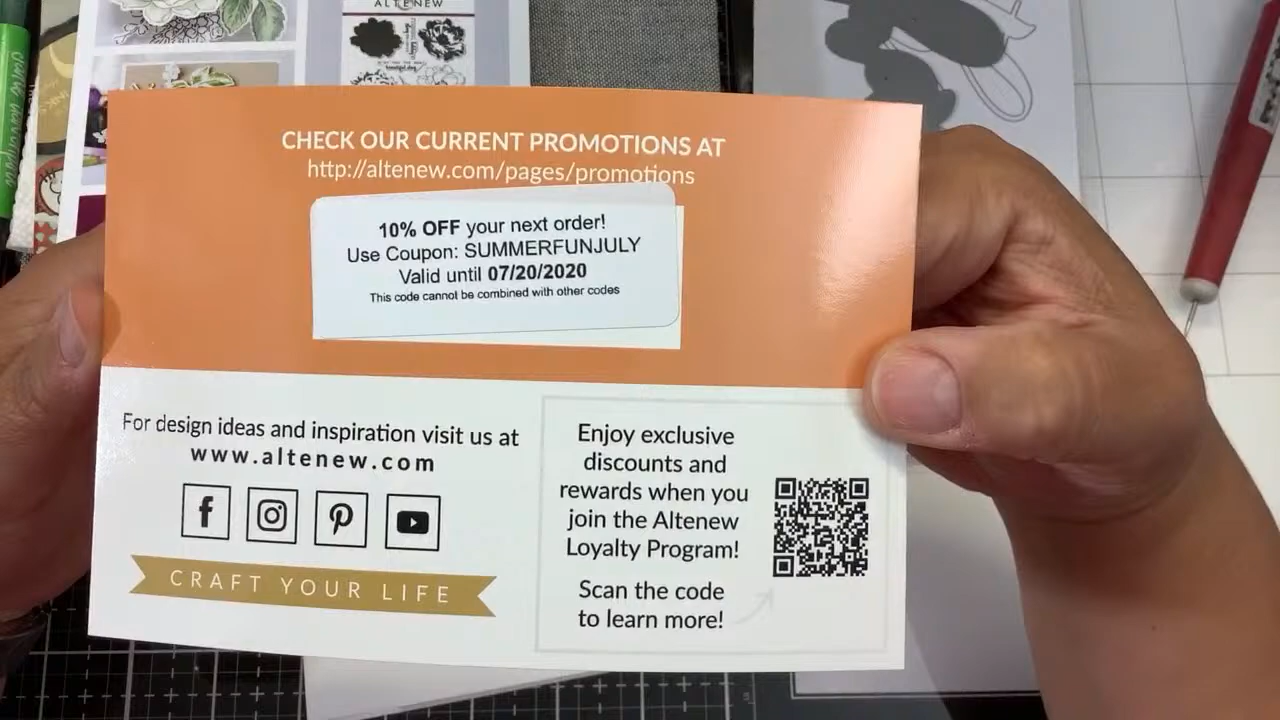 ALTENEW
CHECK OUR CURRENT PROMOTIONS AT
http://altenew.com/pages/promotions
10% OFF your next order!
Use Coupon: SUMMERFUNJULY
Valid until 07/20/2020
This code cannot be combined with other codes
For design ideas and inspiration visit us at
www.altenew.com
CRAFT YOUR LIFE
Enjoy exclusive
discounts and
rewards when you
join the Altenew
Loyalty Program!
Scan the code
to learn more!